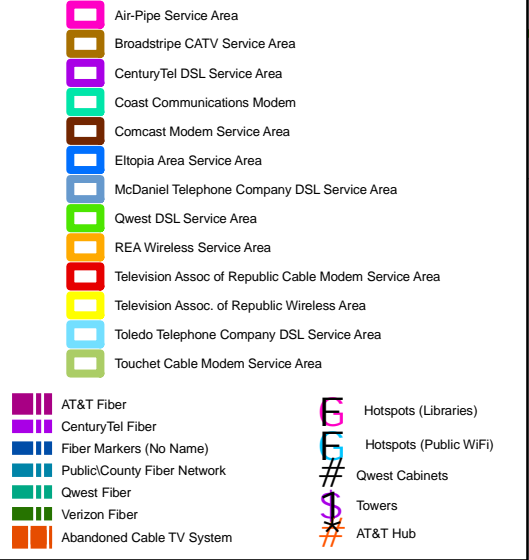 Air-Pipe Service Area
Broadstripe CATV Service Area
CenturyTel DSL Service Area
Coast Communications Modem
Comcast Modem Service Area
Eltopia Area Service Area
McDaniel Telephone Company DSL Service Area
Qwest DSL Service Area
REA Wireless Service Area
Television Assoc of Republic Cable Modem Service Area
Television Assoc. of Republic Wireless Area
Toledo Telephone Company DSL Service Area
Touchet Cable Modem Service Area
AT&T Fiber
CenturyTel Fiber
Fiber Markers (No Name)
Public\County Fiber Network
Qwest Fiber
Verizon Fiber
Abandoned Cable TV System
Hotspots (Libraries)
Hotspots (Public WiFi)
# Qwest Cabinets
Towers
AT&T Hub